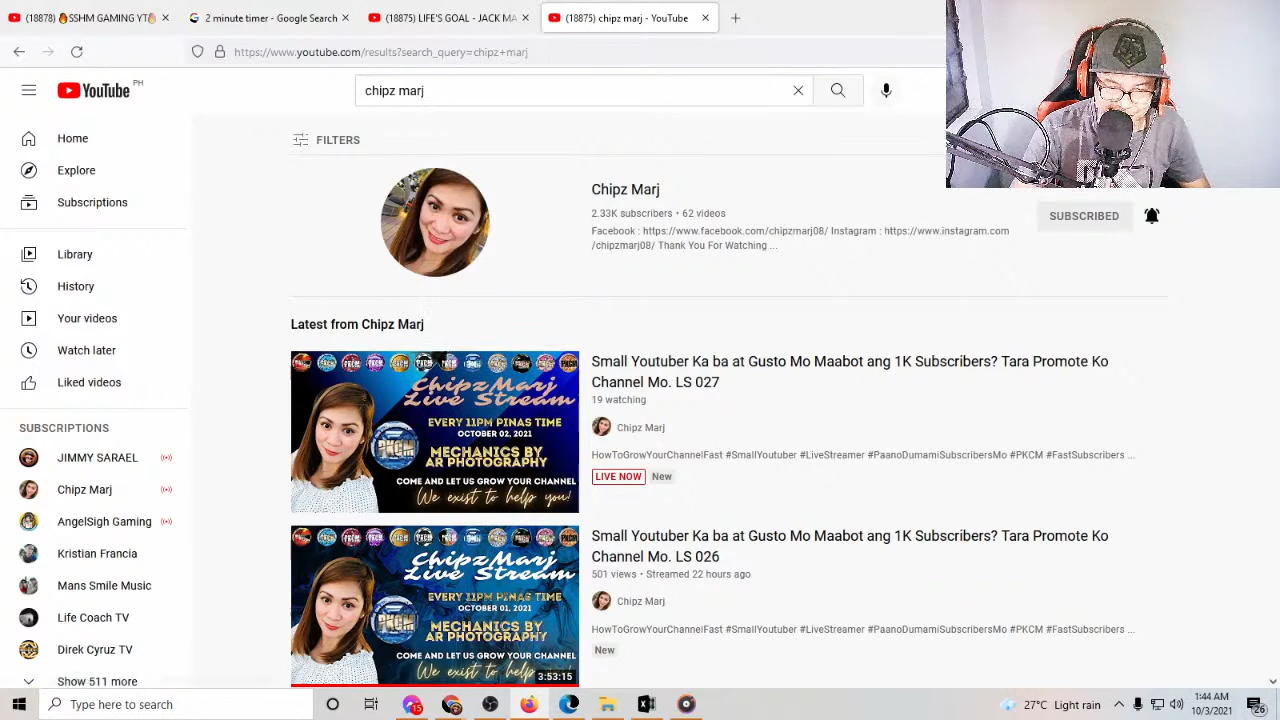 (18878) 🔥SSHM GAMING YT🔥
2 minute timer - Google Search
(18875) LIFE'S GOAL - JACK MA
(18875) chipz marj - YouTube
https://www.youtube.com/results?search_query=chipz+marj
YouTube PH
chipz marj
Home
Explore
Subscriptions
Library
History
Your videos
Watch later
Liked videos
SUBSCRIPTIONS
JIMMY SARAEL
Chipz Marj
AngelSigh Gaming
Kristian Francia
Mans Smile Music
Life Coach TV
Direk Cyruz TV
Show 511 more
FILTERS
Chipz Marj
2.33K subscribers • 62 videos
Facebook : https://www.facebook.com/chipzmarj08/ Instagram : https://www.instagram.com
/chipzmarj08/ Thank You For Watching ...
SUBSCRIBED
Latest from Chipz Marj
ChipzMarj
Live Stream
EVERY 11PM PINAS TIME
OCTOBER 02, 2021
PKCM
MECHANICS BY
AR PHOTOGRAPHY
COME AND LET US GROW YOUR CHANNEL
We exist to help you!
Small Youtuber Ka ba at Gusto Mo Maabot ang 1K Subscribers? Tara Promote Ko
Channel Mo. LS 027
19 watching
Chipz Marj
HowToGrowYourChannelFast #SmallYoutuber #LiveStreamer #PaanoDumamiSubscribersMo #PKCM #FastSubscribers ...
LIVE NOW New
ChipzMarj
Live Stream
EVERY 11PM PINAS TIME
OCTOBER 01, 2021
PKCM
MECHANICS BY
AR PHOTOGRAPHY
COME AND LET US GROW YOUR CHANNEL
We exist to help
3:53:15
Small Youtuber Ka ba at Gusto Mo Maabot ang 1K Subscribers? Tara Promote Ko
Channel Mo. LS 026
501 views • Streamed 22 hours ago
Chipz Marj
HowToGrowYourChannelFast #SmallYoutuber #LiveStreamer #PaanoDumamiSubscribersMo #PKCM #FastSubscribers ...
New
Type here to search
15
27°C Light rain
1:44 AM
10/3/2021
26